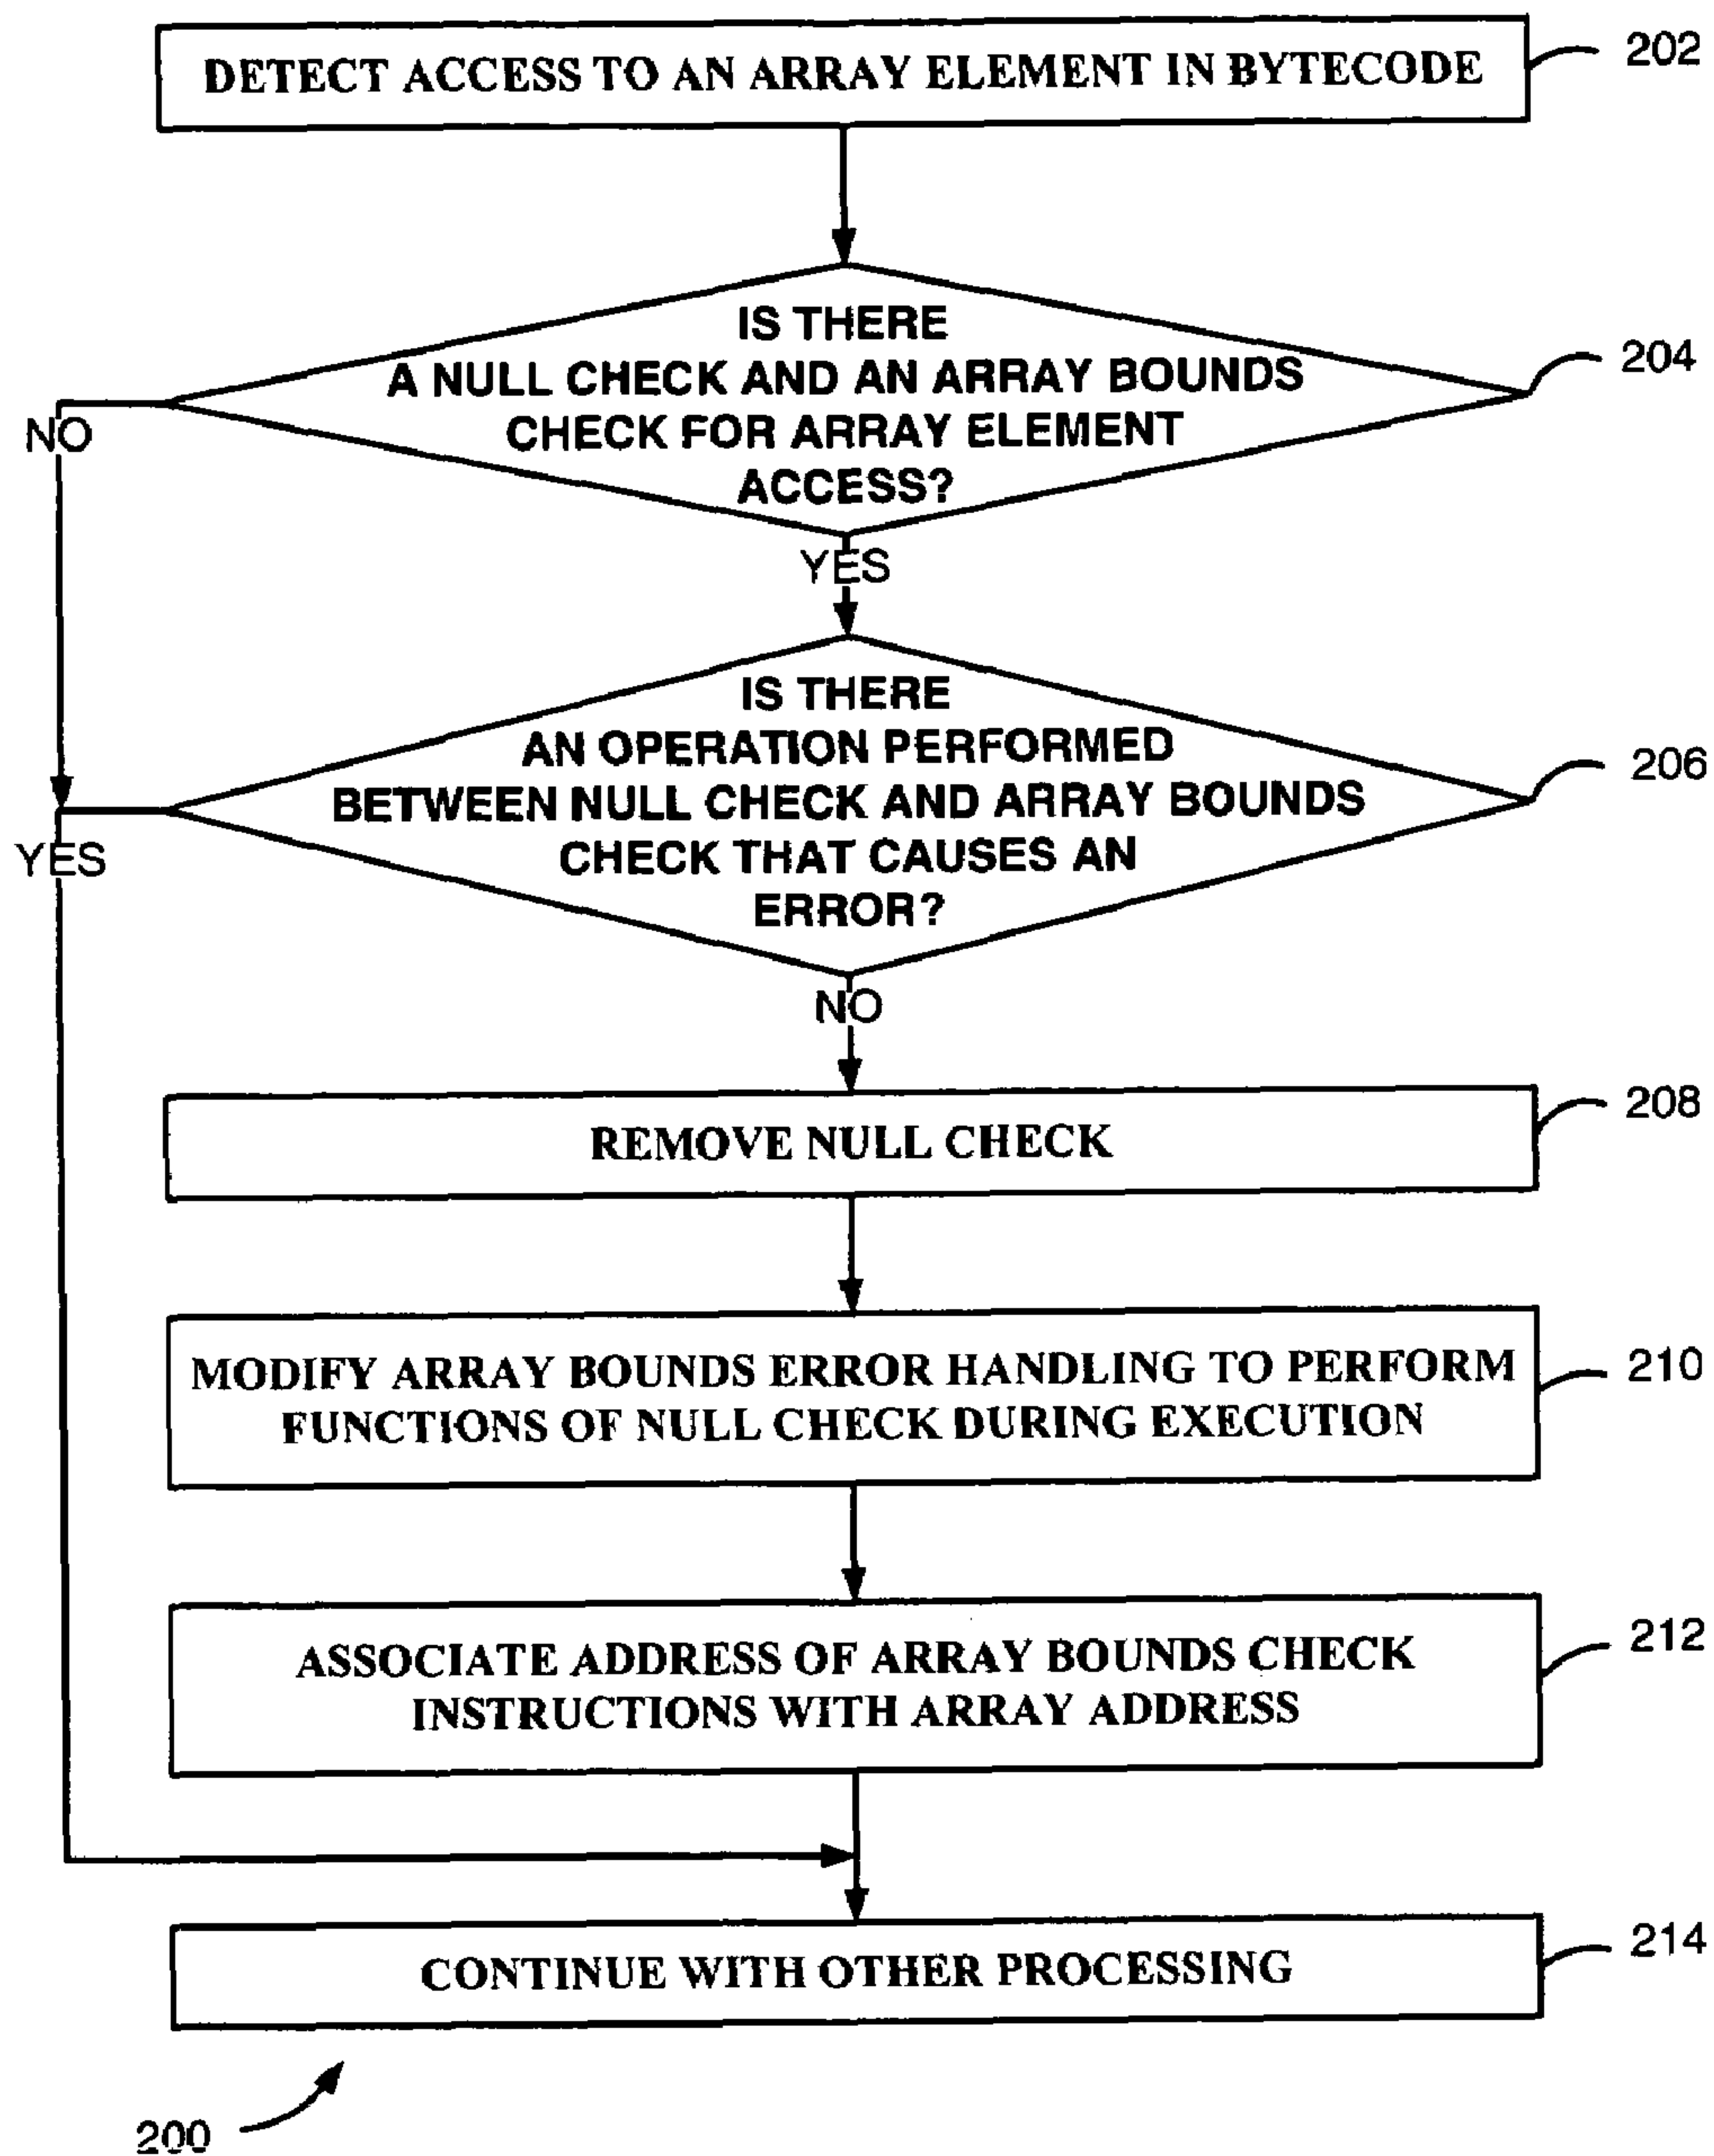 DETECT ACCESS TO AN ARRAY ELEMENT IN BYTECODE
202
IS THERE
A NULL CHECK AND AN ARRAY BOUNDS
CHECK FOR ARRAY ELEMENT
ACCESS?
204
NO
YES
IS THERE
AN OPERATION PERFORMED
BETWEEN NULL CHECK AND ARRAY BOUNDS
CHECK THAT CAUSES AN
ERROR?
206
YES
NO
REMOVE NULL CHECK
208
MODIFY ARRAY BOUNDS ERROR HANDLING TO PERFORM
FUNCTIONS OF NULL CHECK DURING EXECUTION
210
ASSOCIATE ADDRESS OF ARRAY BOUNDS CHECK
INSTRUCTIONS WITH ARRAY ADDRESS
212
CONTINUE WITH OTHER PROCESSING
214
200